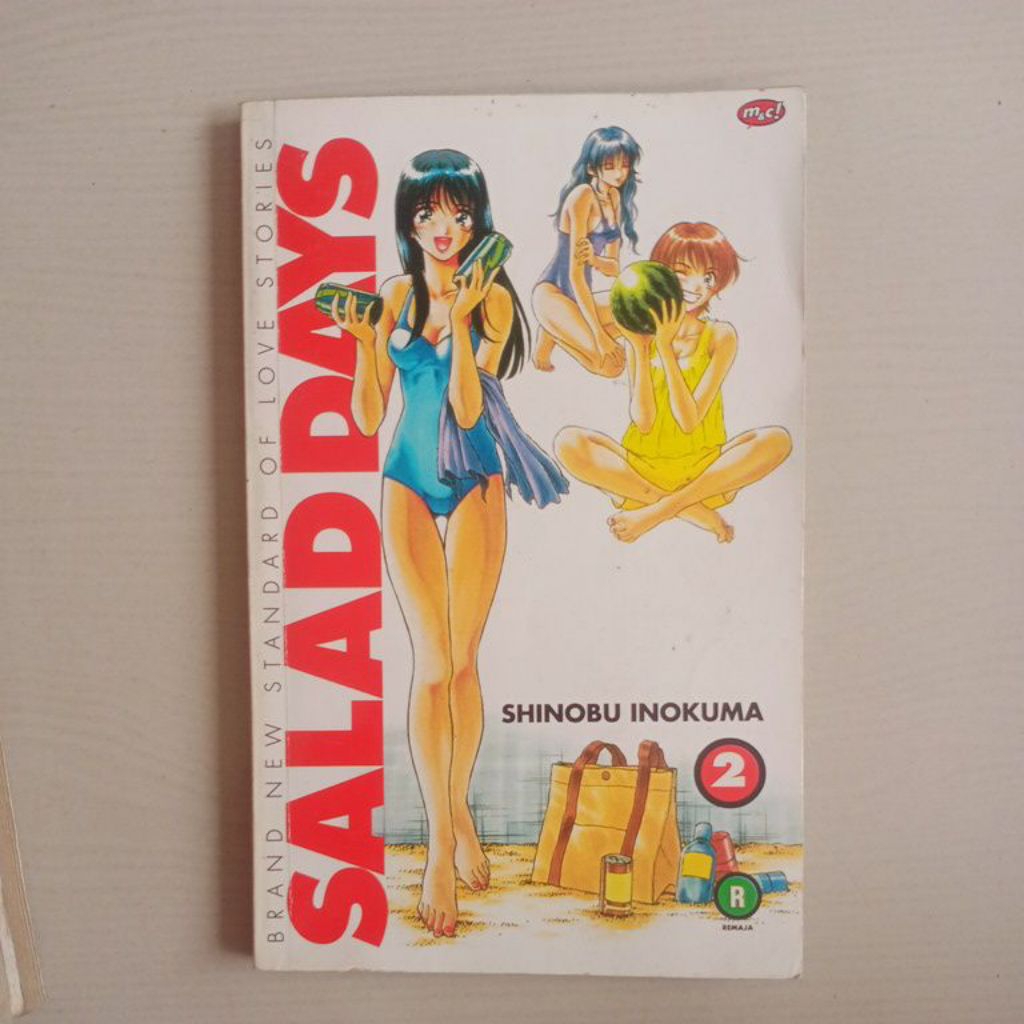 m&c!
BRAND NEW STANDARD OF LOVE STORIES
SALAD DAYS
SHINOBU INOKUMA
2
R
REMAJA